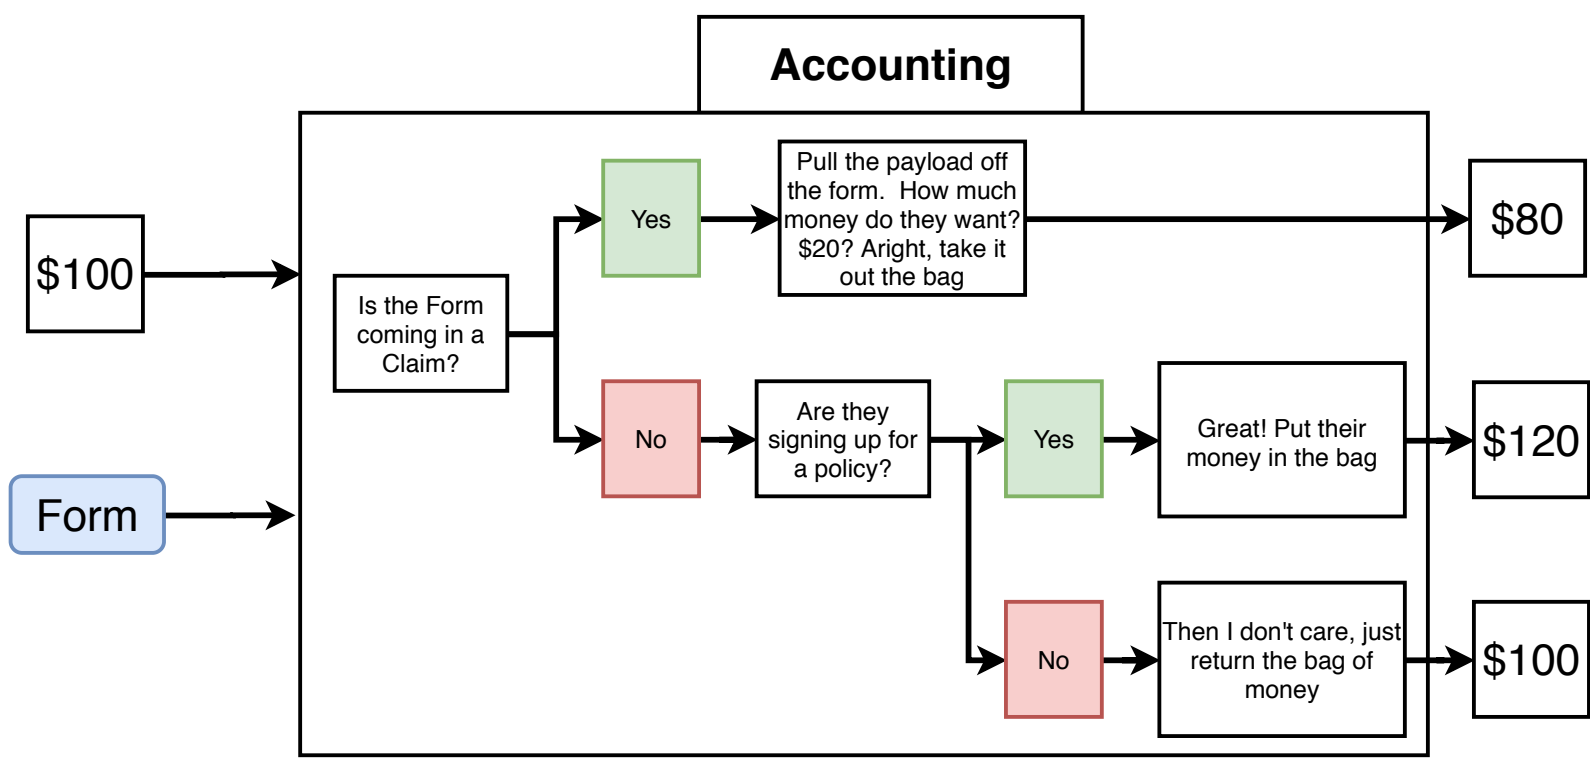 Accounting
$100
Form
Is the Form
coming in a
Claim?
Yes
Pull the payload off
the form.  How much
money do they want?
$20? Aright, take it
out the bag
$80
No
Are they
signing up for
a policy?
Yes
Great! Put their
money in the bag
$120
No
Then I don't care, just
return the bag of
money
$100